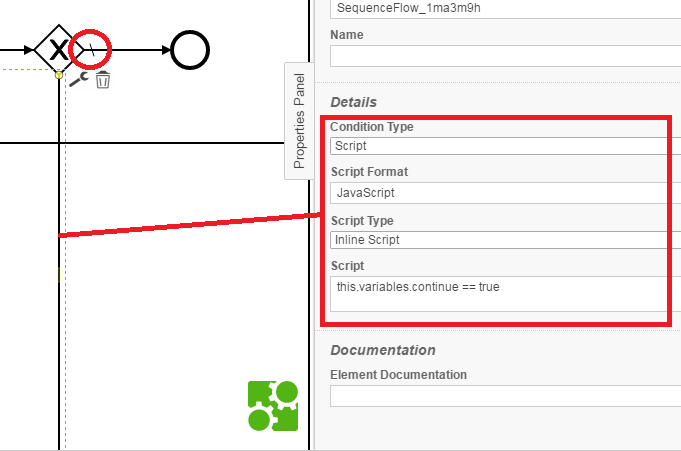 SequenceFlow_1ma3m9h
Name
Properties Panel
Details
Condition Type
Script
Script Format
JavaScript
Script Type
Inline Script
Script
this.variables.continue == true
Documentation
Element Documentation